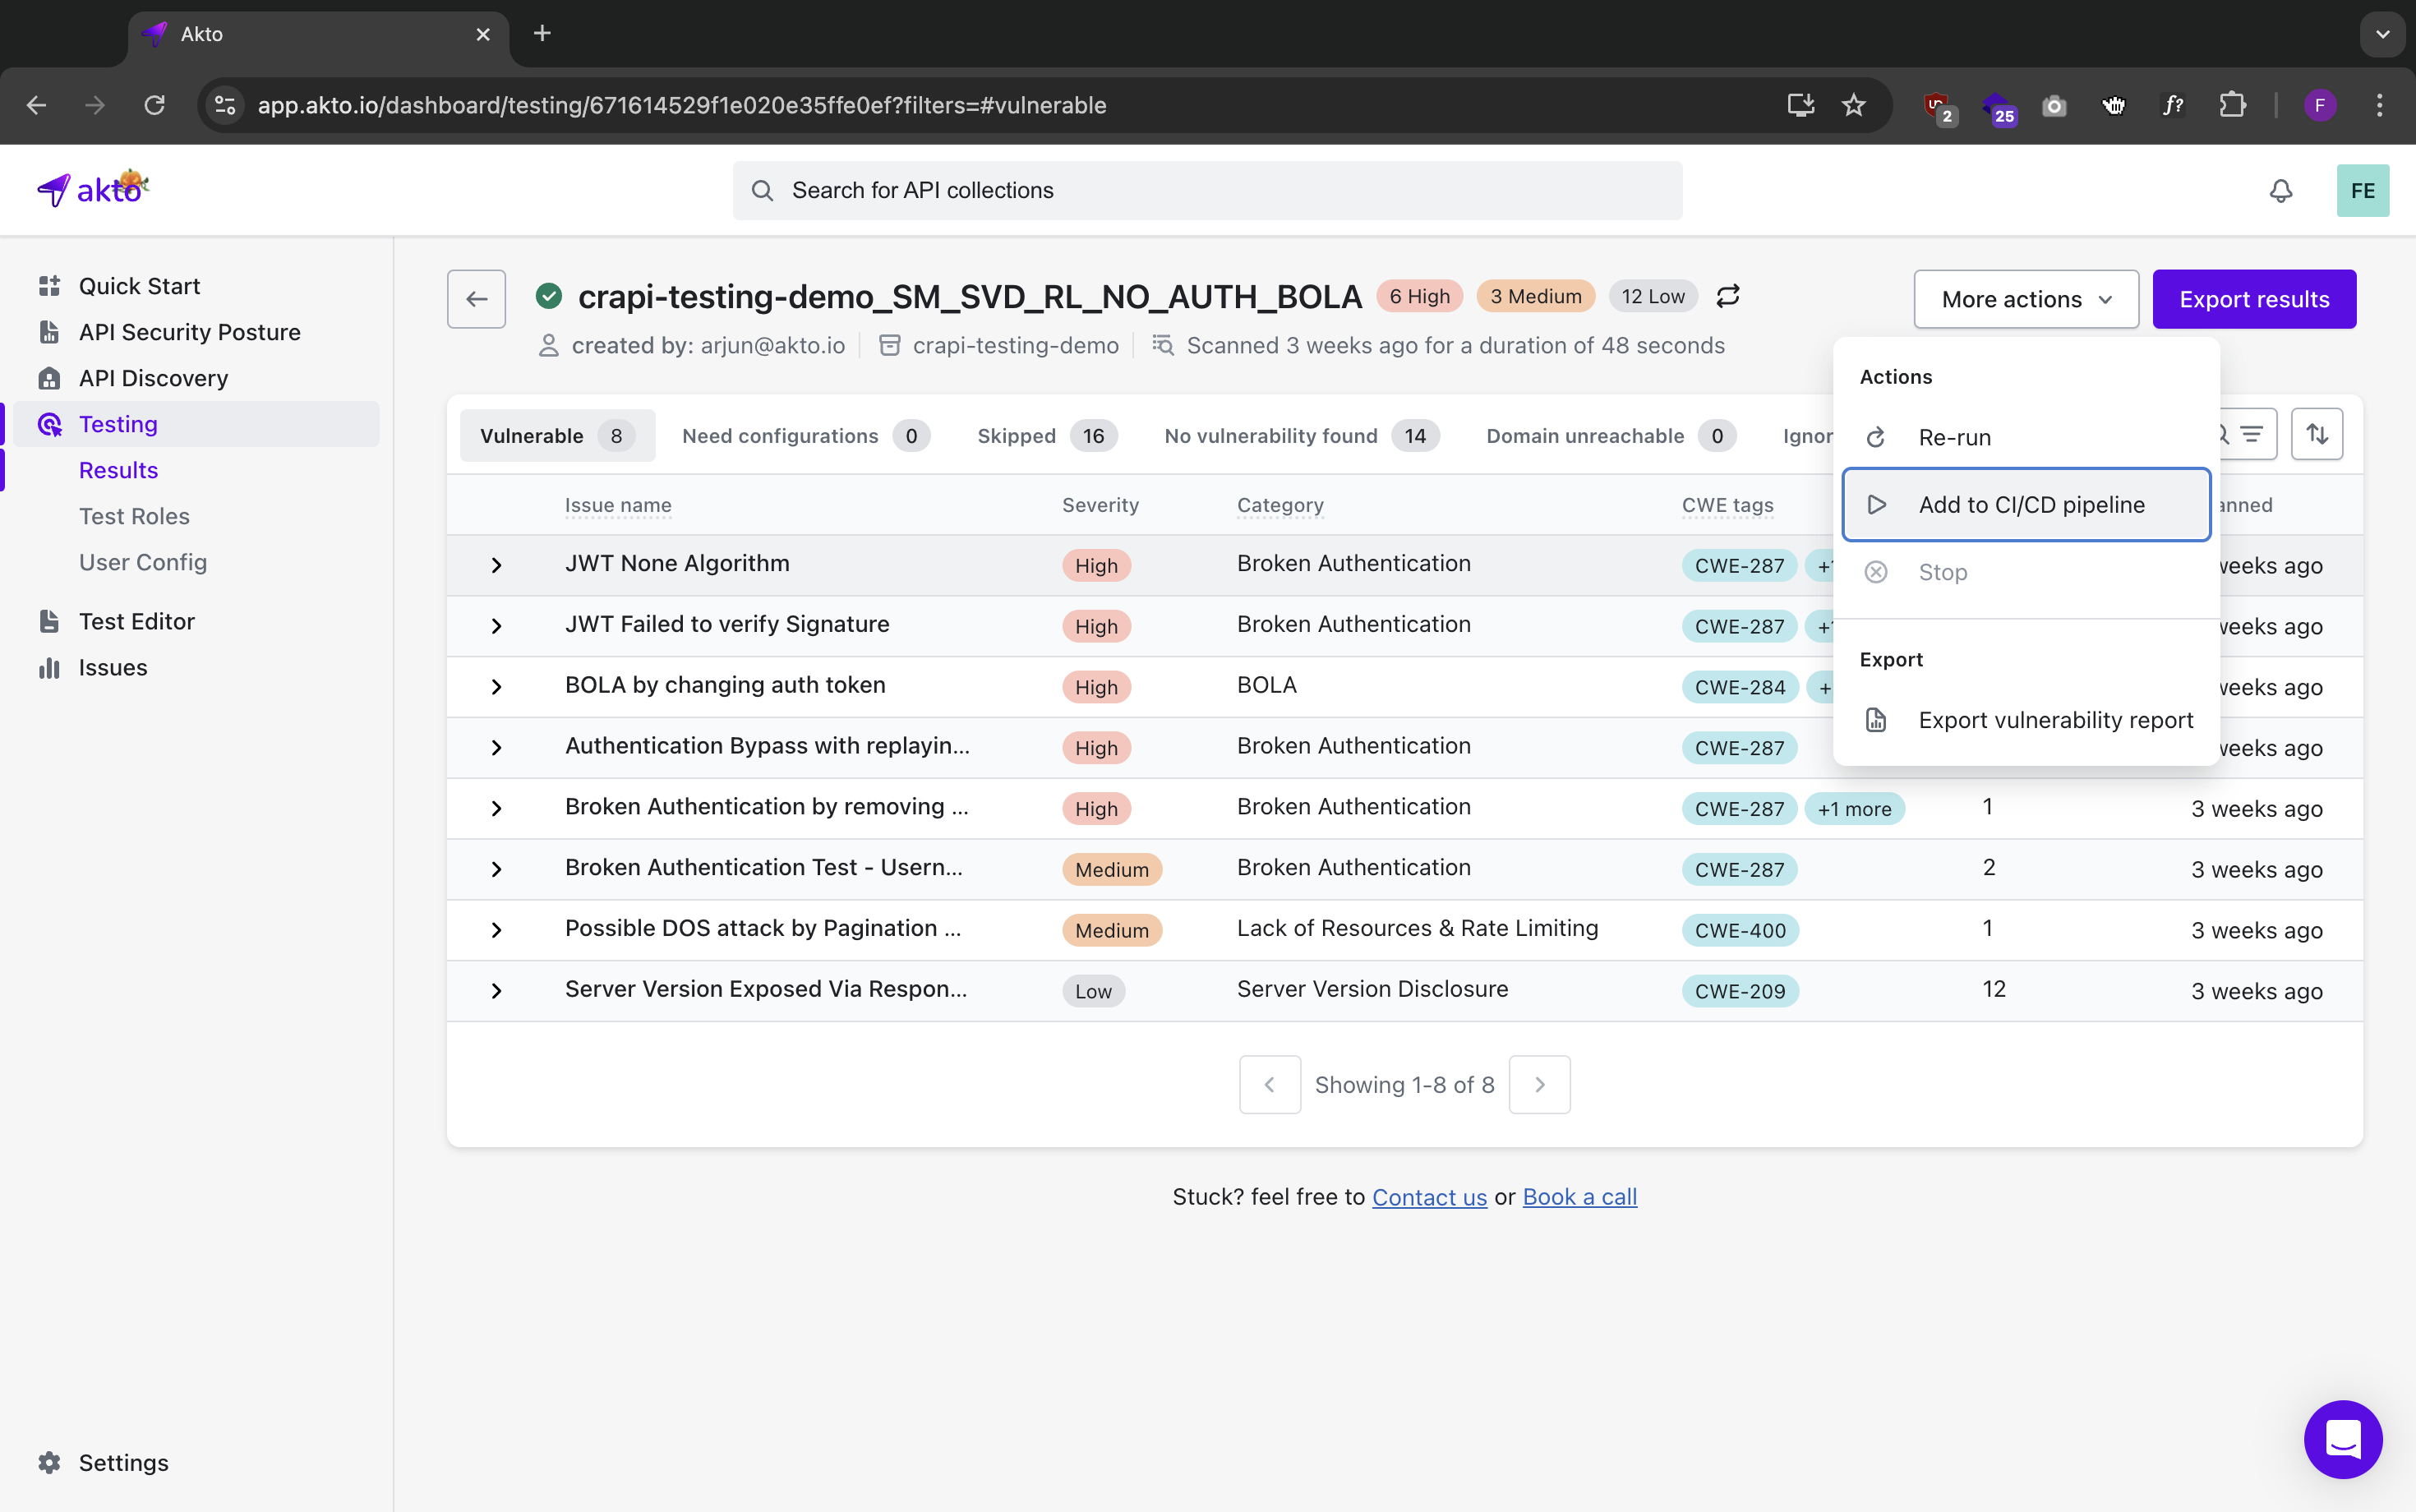 Akto
app.akto.io/dashboard/testing/671614529f1e020e35ffe0ef?filters=#vulnerable
2
25
f?
F
akto
Search for API collections
FE
Quick Start
API Security Posture
API Discovery
Testing
Results
Test Roles
User Config
Test Editor
Issues
Settings
crapi-testing-demo_SM_SVD_RL_NO_AUTH_BOLA 6 High 3 Medium 12 Low
More actions
Export results
created by: arjun@akto.io crapi-testing-demo Scanned 3 weeks ago for a duration of 48 seconds
Actions
Re-run
Add to CI/CD pipeline
Stop
Export
Export vulnerability report
Vulnerable 8 Need configurations 0 Skipped 16 No vulnerability found 14 Domain unreachable 0 Ignor
Issue name Severity Category CWE tags anned
JWT None Algorithm High Broken Authentication CWE-287 +1 weeks ago
JWT Failed to verify Signature High Broken Authentication CWE-287 +1 weeks ago
BOLA by changing auth token High BOLA CWE-284 + weeks ago
Authentication Bypass with replayin... High Broken Authentication CWE-287 weeks ago
Broken Authentication by removing ... High Broken Authentication CWE-287 +1 more 1 3 weeks ago
Broken Authentication Test - Usern... Medium Broken Authentication CWE-287 2 3 weeks ago
Possible DOS attack by Pagination ... Medium Lack of Resources & Rate Limiting CWE-400 1 3 weeks ago
Server Version Exposed Via Respon... Low Server Version Disclosure CWE-209 12 3 weeks ago
Showing 1-8 of 8
Stuck? feel free to Contact us or Book a call